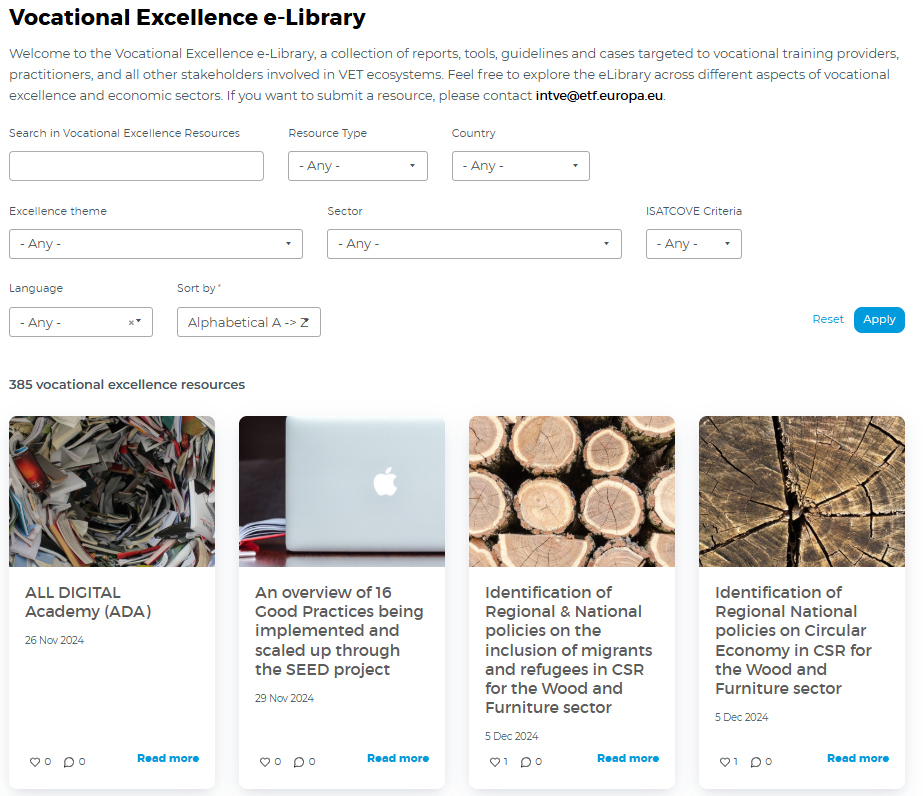 Vocational Excellence e-Library
Welcome to the Vocational Excellence e-Library, a collection of reports, tools, guidelines and cases targeted to vocational training providers,
practitioners, and all other stakeholders involved in VET ecosystems. Feel free to explore the eLibrary across different aspects of vocational
excellence and economic sectors. If you want to submit a resource, please contact intve@etf.europa.eu.
Search in Vocational Excellence Resources
Resource Type
Country
- Any -
- Any -
Excellence theme
Sector
ISATCOVE Criteria
- Any -
- Any -
- Any -
Language
Sort by *
- Any - ×
Alphabetical A -> Z
Reset
Apply
385 vocational excellence resources
ALL DIGITAL
Academy (ADA)
26 Nov 2024
0 0 Read more
An overview of 16
Good Practices being
implemented and
scaled up through
the SEED project
29 Nov 2024
0 0 Read more
Identification of
Regional & National
policies on the
inclusion of migrants
and refugees in CSR
for the Wood and
Furniture sector
5 Dec 2024
1 0 Read more
Identification of
Regional National
policies on Circular
Economy in CSR for
the Wood and
Furniture sector
5 Dec 2024
1 0 Read more